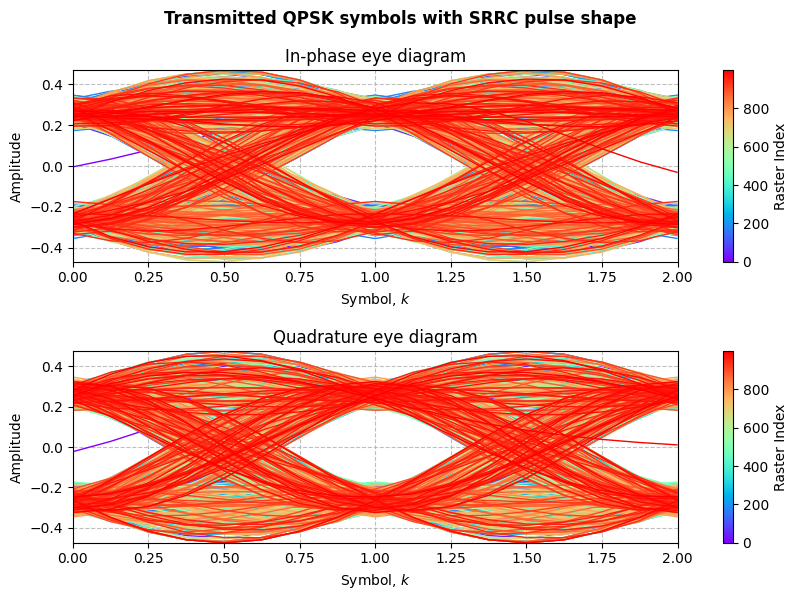 Transmitted QPSK symbols with SRRC pulse shape
In-phase eye diagram
Amplitude
0.4
0.2
0.0
−0.2
−0.4
0.00 0.25 0.50 0.75 1.00 1.25 1.50 1.75 2.00
Symbol, k
800
600
400
200
0
Raster Index
Quadrature eye diagram
Amplitude
0.4
0.2
0.0
−0.2
−0.4
0.00 0.25 0.50 0.75 1.00 1.25 1.50 1.75 2.00
Symbol, k
800
600
400
200
0
Raster Index